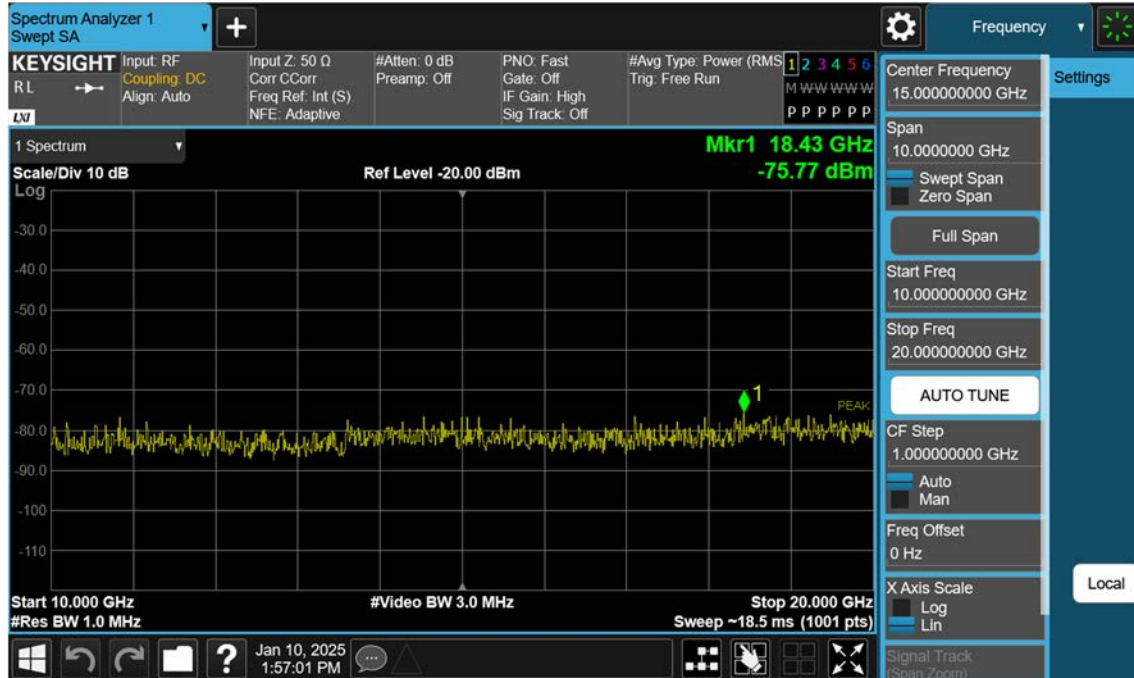 Spectrum Analyzer 1
Swept SA
+
Frequency
KEYSIGHT
R L
LXI
Input: RF
Coupling: DC
Align: Auto
Input Z: 50 Ω
Corr CCorr
Freq Ref: Int (S)
NFE: Adaptive
#Atten: 0 dB
Preamp: Off
PNO: Fast
Gate: Off
IF Gain: High
Sig Track: Off
#Avg Type: Power (RMS
Trig: Free Run
1 2 3 4 5 6
M W W W W W
P P P P P P
1 Spectrum
Scale/Div 10 dB
Ref Level -20.00 dBm
Mkr1 18.43 GHz
-75.77 dBm
Log
-30.0
-40.0
-50.0
-60.0
-70.0
-80.0
-90.0
-100
-110
1
PEAK
Start 10.000 GHz
#Res BW 1.0 MHz
#Video BW 3.0 MHz
Stop 20.000 GHz
Sweep ~18.5 ms (1001 pts)
Center Frequency
15.000000000 GHz
Span
10.0000000 GHz
Swept Span
Zero Span
Full Span
Start Freq
10.000000000 GHz
Stop Freq
20.000000000 GHz
AUTO TUNE
CF Step
1.000000000 GHz
Auto
Man
Freq Offset
0 Hz
X Axis Scale
Log
Lin
Signal Track
(Span Zoom)
Settings
Local
?
Jan 10, 2025
1:57:01 PM